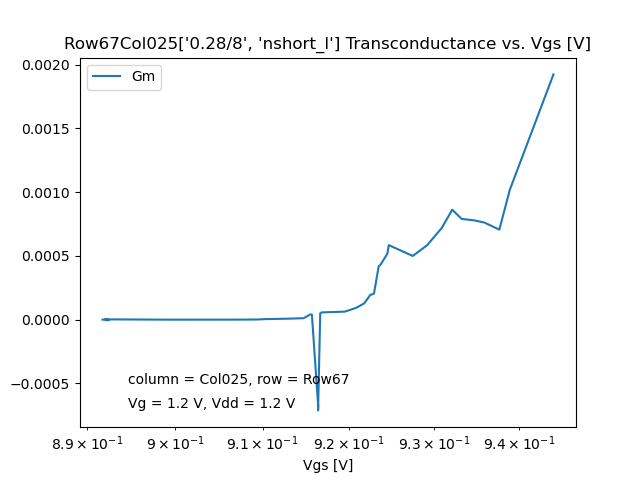 Row67Col025['0.28/8', 'nshort_l'] Transconductance vs. Vgs [V]
Gm
0.0020
0.0015
0.0010
0.0005
0.0000
−0.0005
column = Col025, row = Row67
Vg = 1.2 V, Vdd = 1.2 V
8.9 × 10⁻¹ 9 × 10⁻¹ 9.1 × 10⁻¹ 9.2 × 10⁻¹ 9.3 × 10⁻¹ 9.4 × 10⁻¹
Vgs [V]